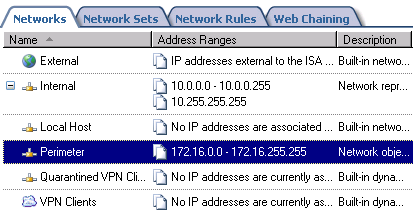 Networks Network Sets Network Rules Web Chaining
Name Address Ranges Description
External IP addresses external to the ISA ... Built-in netwo...
Internal 10.0.0.0 - 10.0.0.255 Network repr...
10.255.255.255
Local Host No IP addresses are associated ... Built-in netwo...
Perimeter 172.16.0.0 - 172.16.255.255 Network obje...
Quarantined VPN Cli... No IP addresses are currently as... Built-in dyna...
VPN Clients No IP addresses are currently as... Built-in dyna...